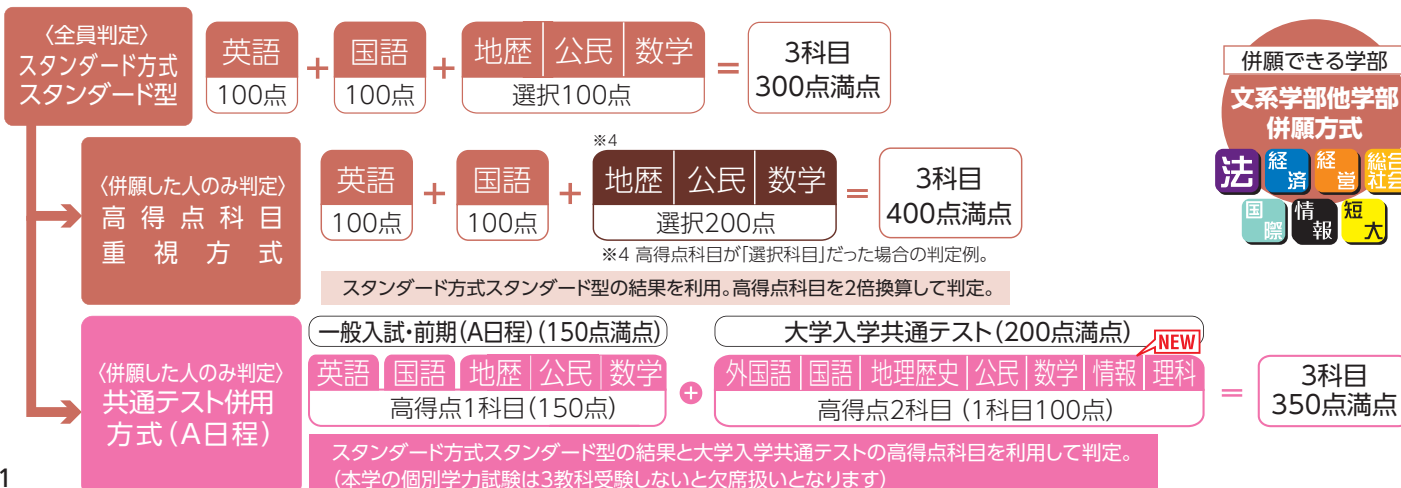 〈全員判定〉
スタンダード方式
スタンダード型
英語
100点
+
国語
100点
+
地歴 公民 数学
選択100点
=
3科目
300点満点
併願できる学部
文系学部他学部
併願方式
法 経済 経営 総合社会
国際 情報 短大
〈併願した人のみ判定〉
高得点科目
重視方式
英語
100点
+
国語
100点
+
※4
地歴 公民 数学
選択200点
=
3科目
400点満点
※4 高得点科目が「選択科目」だった場合の判定例。
スタンダード方式スタンダード型の結果を利用。高得点科目を2倍換算して判定。
〈併願した人のみ判定〉
共通テスト併用
方式(A日程)
一般入試・前期(A日程)(150点満点)
英語 国語 地歴 公民 数学
高得点1科目(150点)
+
大学入学共通テスト(200点満点)
NEW
外国語 国語 地理歴史 公民 数学 情報 理科
高得点2科目 (1科目100点)
=
3科目
350点満点
スタンダード方式スタンダード型の結果と大学入学共通テストの高得点科目を利用して判定。
(本学の個別学力試験は3教科受験しないと欠席扱いとなります)
1